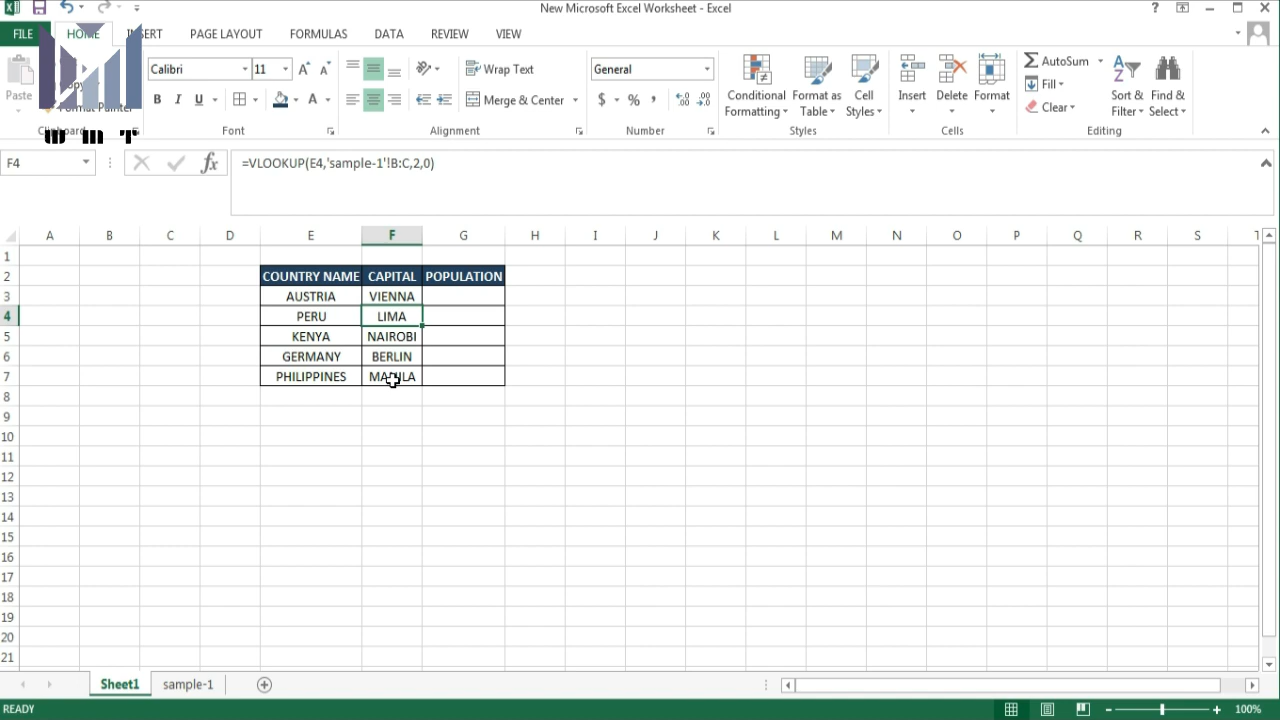 New Microsoft Excel Worksheet - Excel
FILE HOME INSERT PAGE LAYOUT FORMULAS DATA REVIEW VIEW
Calibri 11 Wrap Text General AutoSum
Paste Conditional Format as Cell Insert Delete Format Fill Sort & Find &
Format Painter B I U Merge & Center $ % Formatting Table Styles Clear Filter Select
Clipboard Font Alignment Number Styles Cells Editing
F4 fx =VLOOKUP(E4,'sample-1'!B:C,2,0)
A B C D E F G H I J K L M N O P Q R S T
1
2 COUNTRY NAME CAPITAL POPULATION
3 AUSTRIA VIENNA
4 PERU LIMA
5 KENYA NAIROBI
6 GERMANY BERLIN
7 PHILIPPINES MANILA
8
9
10
11
12
13
14
15
16
17
18
19
20
21
Sheet1 sample-1
READY 100%